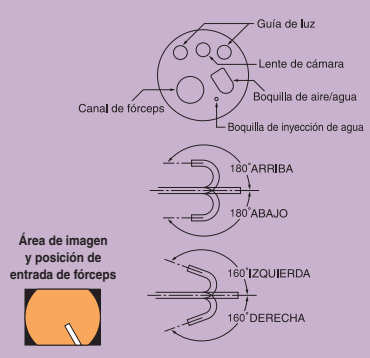 Guía de luz
Lente de cámara
Boquilla de aire/agua
Canal de fórceps
Boquilla de inyección de agua
180°ARRIBA
180°ABAJO
Área de imagen
y posición de
entrada de fórceps
160°IZQUIERDA
160°DERECHA